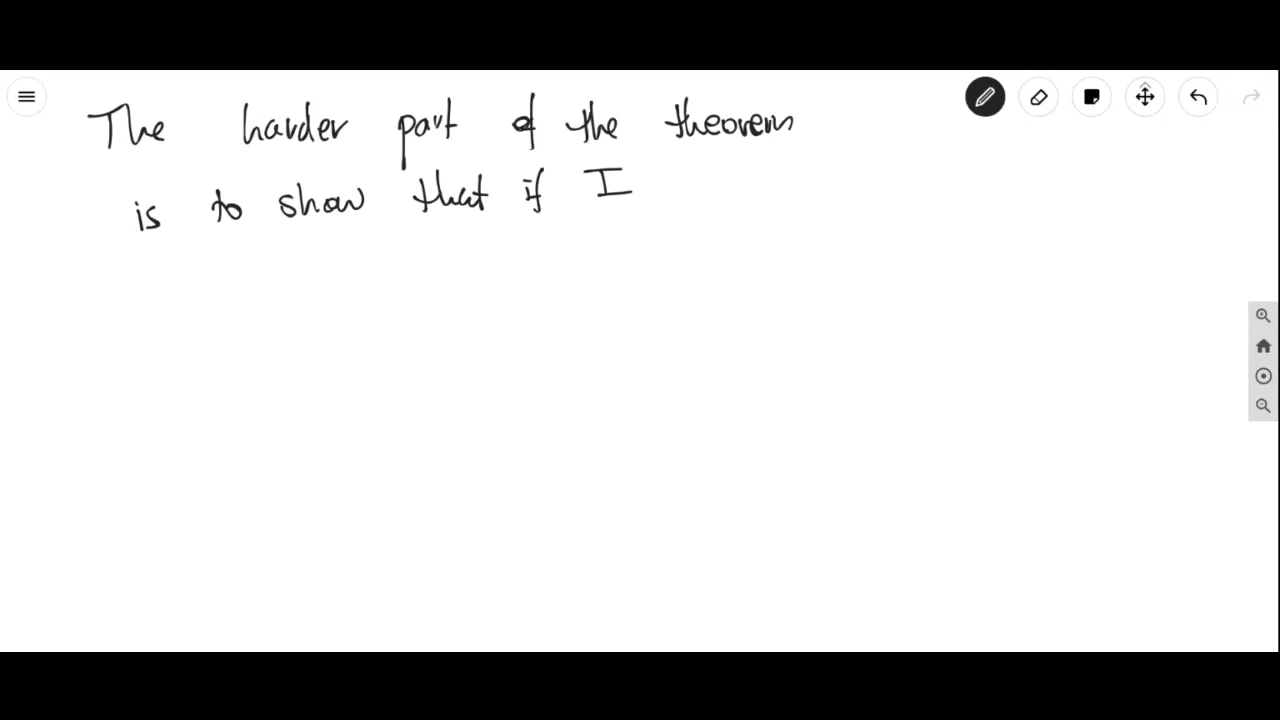 The harder part of the theorem
is to show that if I